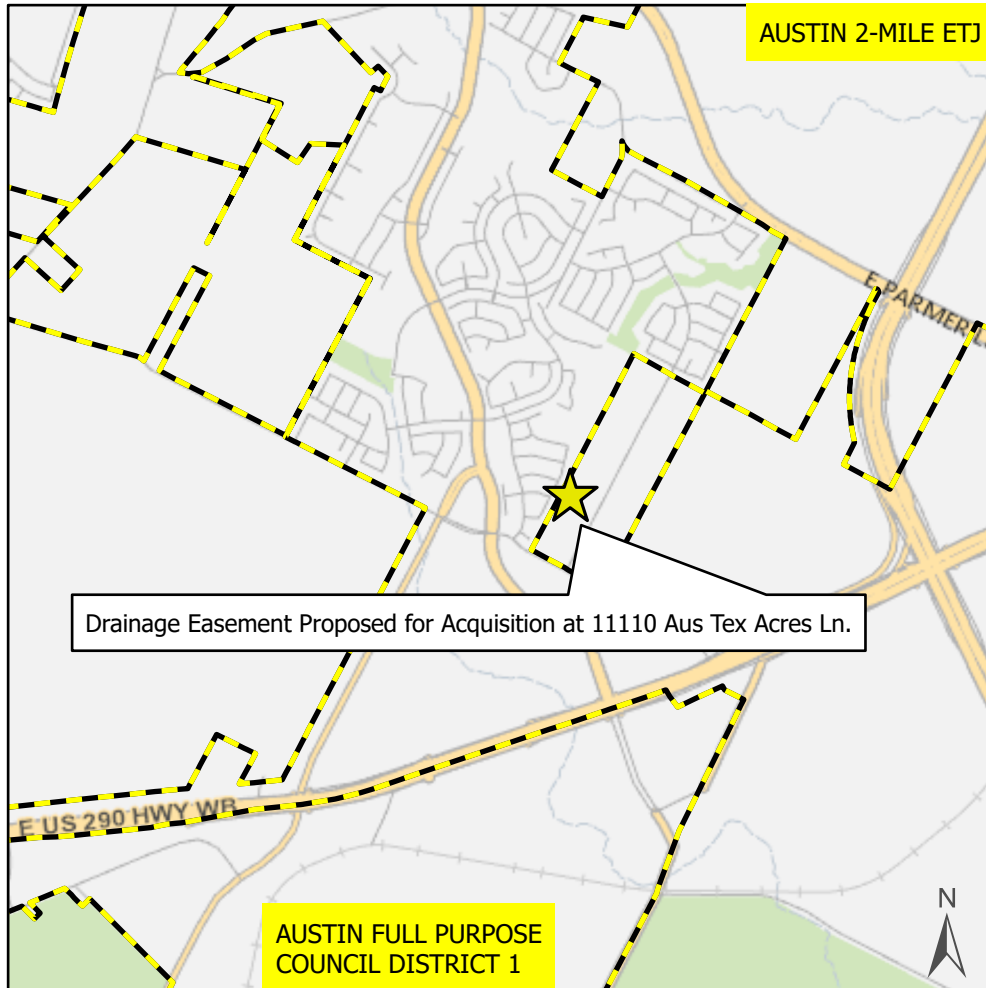 AUSTIN 2-MILE ETJ
E PARMER L
Drainage Easement Proposed for Acquisition at 11110 Aus Tex Acres Ln.
E US 290 HWY WB
AUSTIN FULL PURPOSE
COUNCIL DISTRICT 1
N